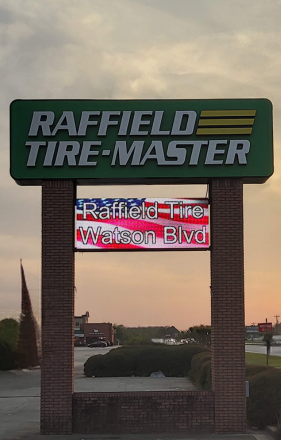 RAFFIELD
TIRE-MASTER
Raffield Tire
Watson Blvd